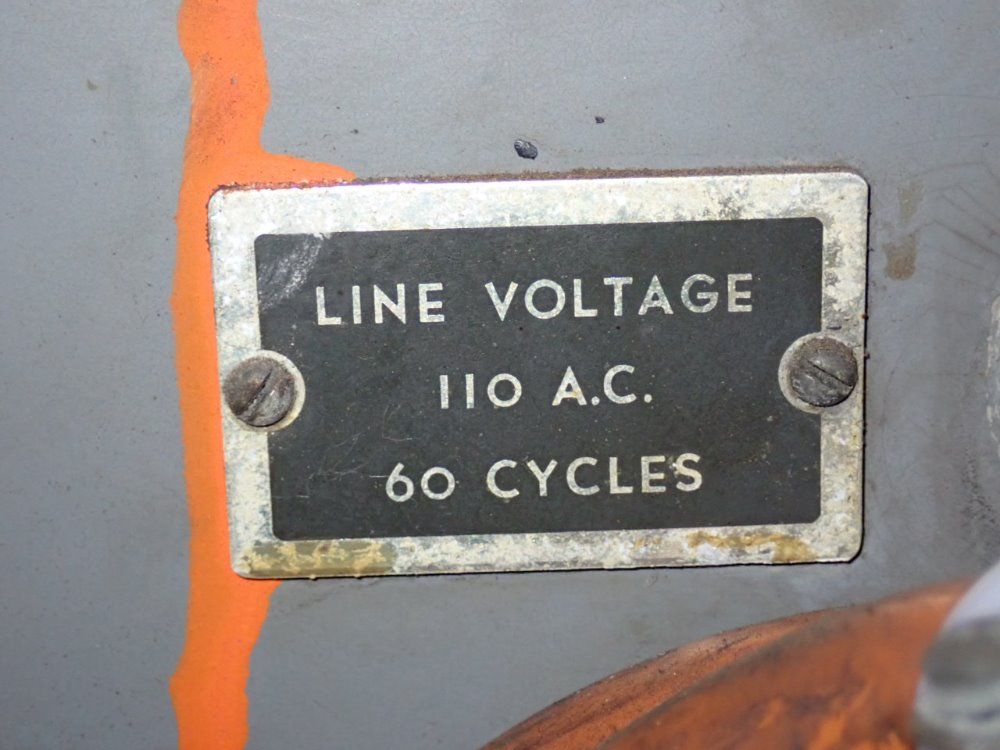 LINE VOLTAGE
110 A.C.
60 CYCLES